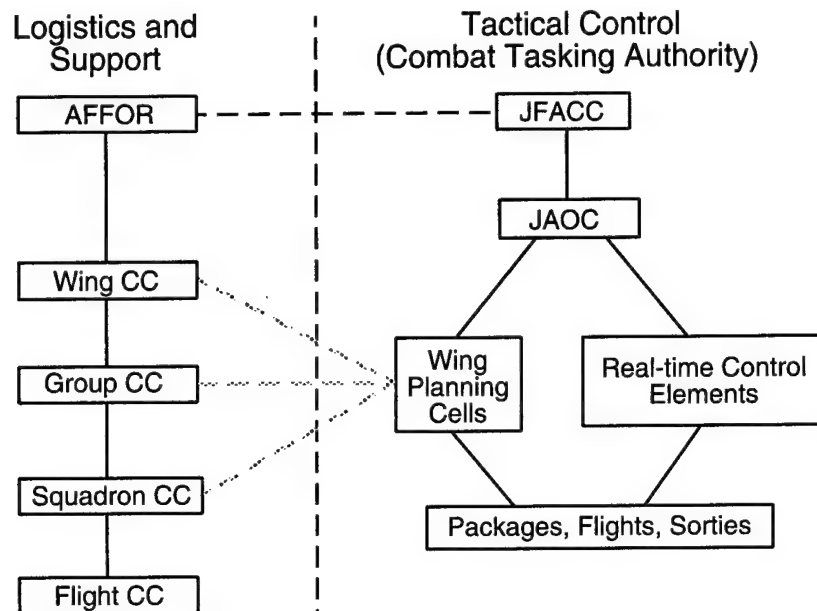 Logistics and
Support
AFFOR
Wing CC
Group CC
Squadron CC
Flight CC
Tactical Control
(Combat Tasking Authority)
JFACC
JAOC
Wing
Planning
Cells
Real-time Control
Elements
Packages, Flights, Sorties